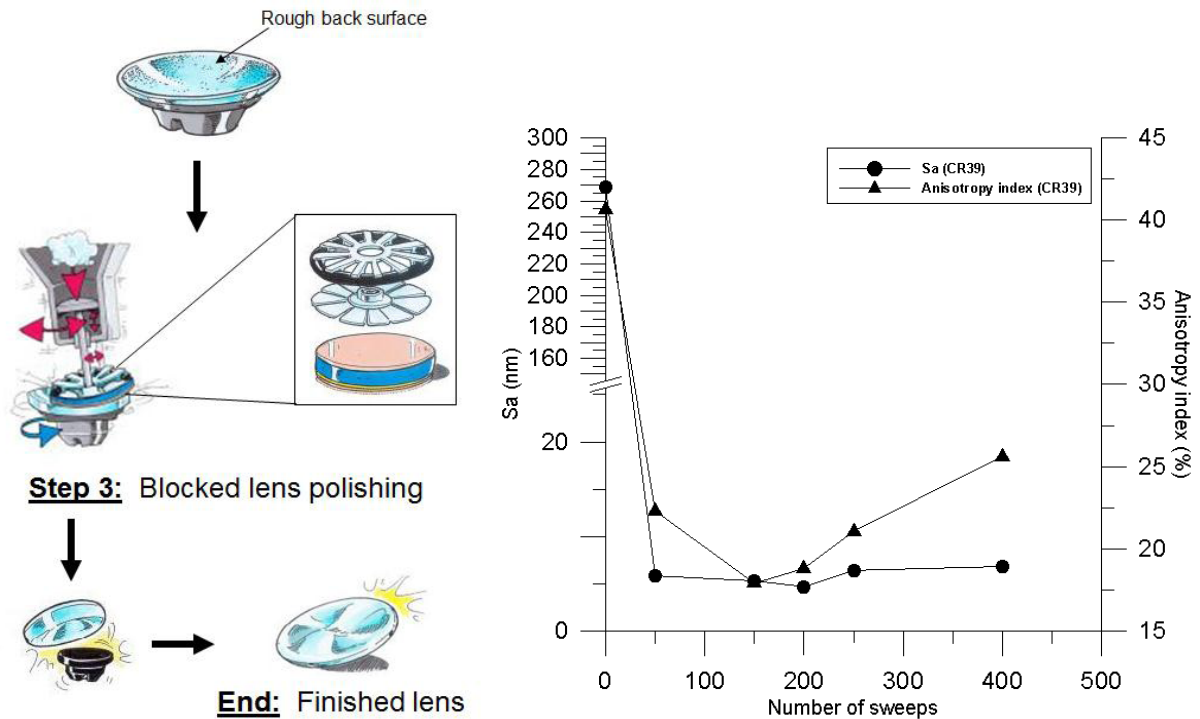 Rough back surface
Step 3: Blocked lens polishing
End: Finished lens
Sa (CR39)
Anisotropy index (CR39)
Sa (nm)
300
280
260
240
220
200
180
160
20
0
45
40
35
30
25
18
15
Anisotropy index (%)
0 100 200 300 400 500
Number of sweeps